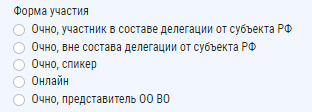 Форма участия
Очно, участник в составе делегации от субъекта РФ
Очно, вне состава делегации от субъекта РФ
Очно, спикер
Онлайн
Очно, представитель ОО ВО